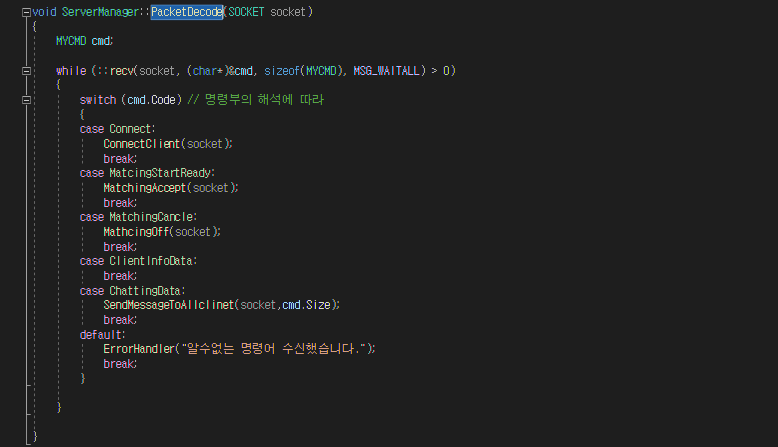 void ServerManager::PacketDecode(SOCKET socket)
{
MYCMD cmd;
while (::recv(socket, (char*)&cmd, sizeof(MYCMD), MSG_WAITALL) > 0)
{
switch (cmd.Code) // 명령부의 해석에 따라
{
case Connect:
ConnectClient(socket);
break;
case MatcingStartReady:
MatchingAccept(socket);
break;
case MatchingCancle:
MathcingOff(socket);
break;
case ClientInfoData:
break;
case ChattingData:
SendMessageToAllclinet(socket,cmd.Size);
break;
default:
ErrorHandler("알수없는 명령어 수신했습니다.");
break;
}
}
}